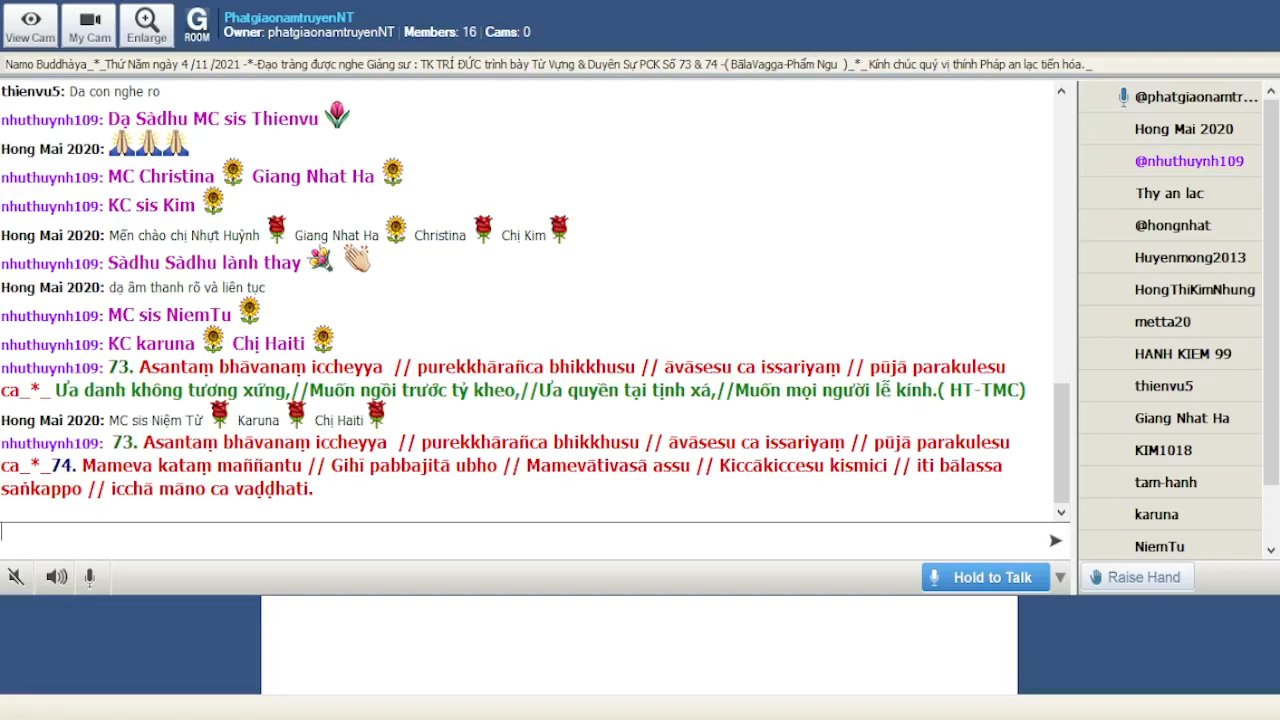 View Cam
My Cam
Enlarge
G
ROOM
PhatgiaonamtruyenNT
Owner: phatgiaonamtruyenNT | Members: 16 | Cams: 0
Namo Buddhàya_*_Thứ Năm ngày 4 /11 /2021 -*-Đạo tràng được nghe Giảng sư : TK TRÍ ĐỨC trình bày Từ Vựng & Duyên Sự PCK Số 73 & 74 -( BãlaVagga-Phẩm Ngu )_*_Kính chúc quý vị thính Pháp an lạc tiến hóa._
thienvu5: Da con nghe ro
nhuthuynh109: Dạ Sàdhu MC sis Thienvu
Hong Mai 2020:
nhuthuynh109: MC Christina Giang Nhat Ha
nhuthuynh109: KC sis Kim
Hong Mai 2020: Mến chào chị Nhựt Huỳnh Giang Nhat Ha Christina Chị Kim
nhuthuynh109: Sàdhu Sàdhu lành thay
Hong Mai 2020: dạ âm thanh rõ và liên tục
nhuthuynh109: MC sis NiemTu
nhuthuynh109: KC karuna Chị Haiti
nhuthuynh109: 73. Asantaṃ bhāvanaṃ iccheyya // purekkhārañca bhikkhusu // āvāsesu ca issariyaṃ // pūjā parakulesu
ca_*_ Ưa danh không tương xứng,//Muốn ngồi trước tỷ kheo,//Ưa quyền tại tịnh xá,//Muốn mọi người lễ kính.( HT-TMC)
Hong Mai 2020: MC sis Niệm Từ Karuna Chị Haiti
nhuthuynh109: 73. Asantaṃ bhāvanaṃ iccheyya // purekkhārañca bhikkhusu // āvāsesu ca issariyaṃ // pūjā parakulesu
ca_*_74. Mameva kataṃ maññantu // Gihī pabbajitā ubho // Mamevātivasā assu // Kiccākiccesu kismici // iti bālassa
saṅkappo // icchā māno ca vaḍḍhati.
Hold to Talk
@phatgiaonamtr...
Hong Mai 2020
@nhuthuynh109
Thy an lac
@hongnhat
Huyenmong2013
HongThiKimNhung
metta20
HANH KIEM 99
thienvu5
Giang Nhat Ha
KIM1018
tam-hanh
karuna
NiemTu
Raise Hand